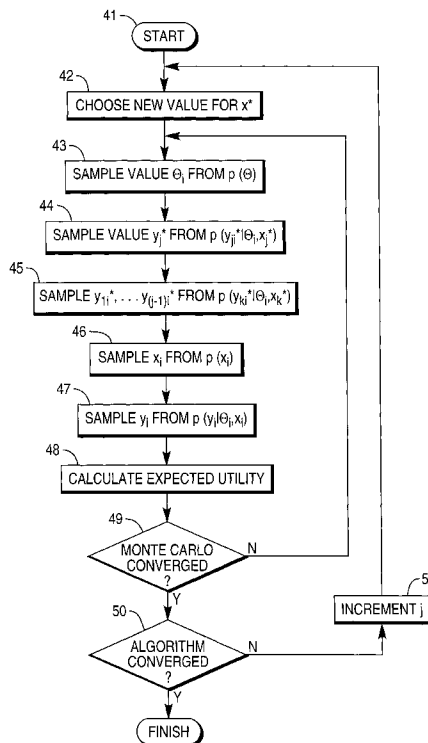 41
START
42
CHOOSE NEW VALUE FOR x*
43
SAMPLE VALUE Θi FROM p (Θ)
44
SAMPLE VALUE yj* FROM p (yji*|Θi,xj*)
45
SAMPLE y1i*, . . . y(j-1)i* FROM p (yki*|Θi,xk*)
46
SAMPLE xi FROM p (xi)
47
SAMPLE yi FROM p (yi|Θi,xi)
48
CALCULATE EXPECTED UTILITY
49
MONTE CARLO
CONVERGED
?
N
Y
INCREMENT j
50
ALGORITHM
CONVERGED
?
N
Y
FINISH